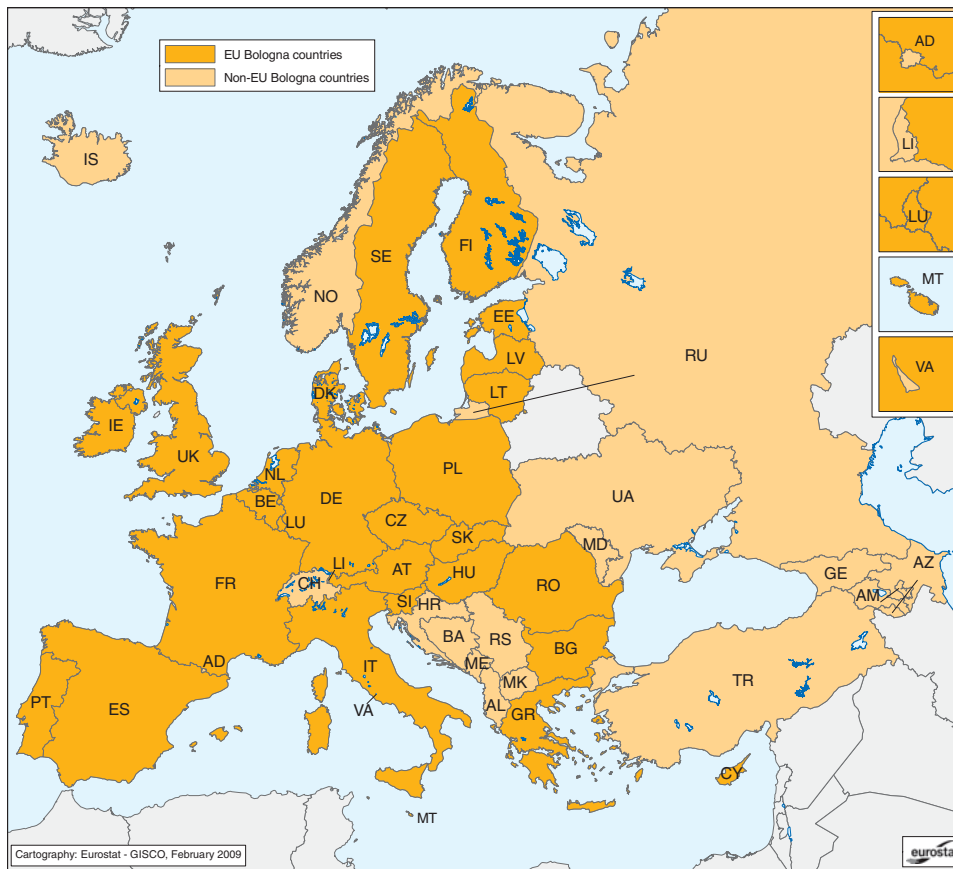 EU Bologna countries
Non-EU Bologna countries
AD
LI
LU
MT
VA
IS
SE
FI
NO
EE
LV
LT
RU
DK
IE
UK
NL
BE
LU
DE
PL
CZ
SK
UA
MD
LI
CH
AT
HU
RO
FR
SI
HR
BA
RS
BG
ME
MK
AL
GR
IT
VA
AD
PT
ES
GE
AZ
AM
TR
CY
MT
Cartography: Eurostat - GISCO, February 2009
eurosta